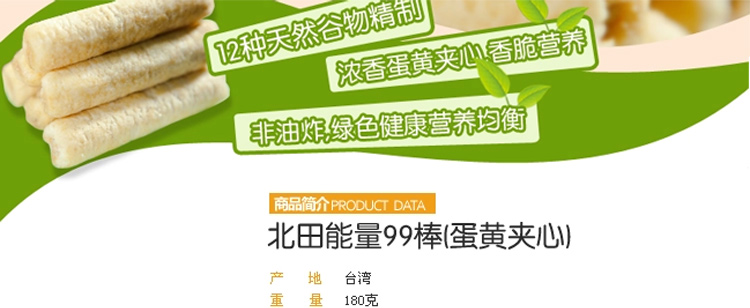 12种天然谷物精制
浓香蛋黄夹心,香脆营养
非油炸,绿色健康营养均衡
商品简介PRODUCT DATA
北田能量99棒(蛋黄夹心)
产 地 台湾
重 量 180克